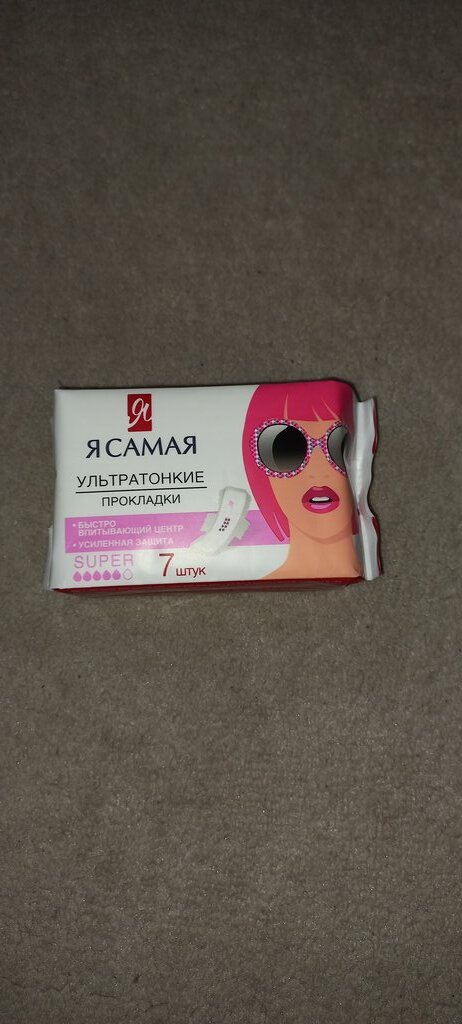 Я
Я САМАЯ
УЛЬТРАТОНКИЕ
ПРОКЛАДКИ
• БЫСТРО
ВПИТЫВАЮЩИЙ ЦЕНТР
• УСИЛЕННАЯ ЗАЩИТА
SUPER
7 штук